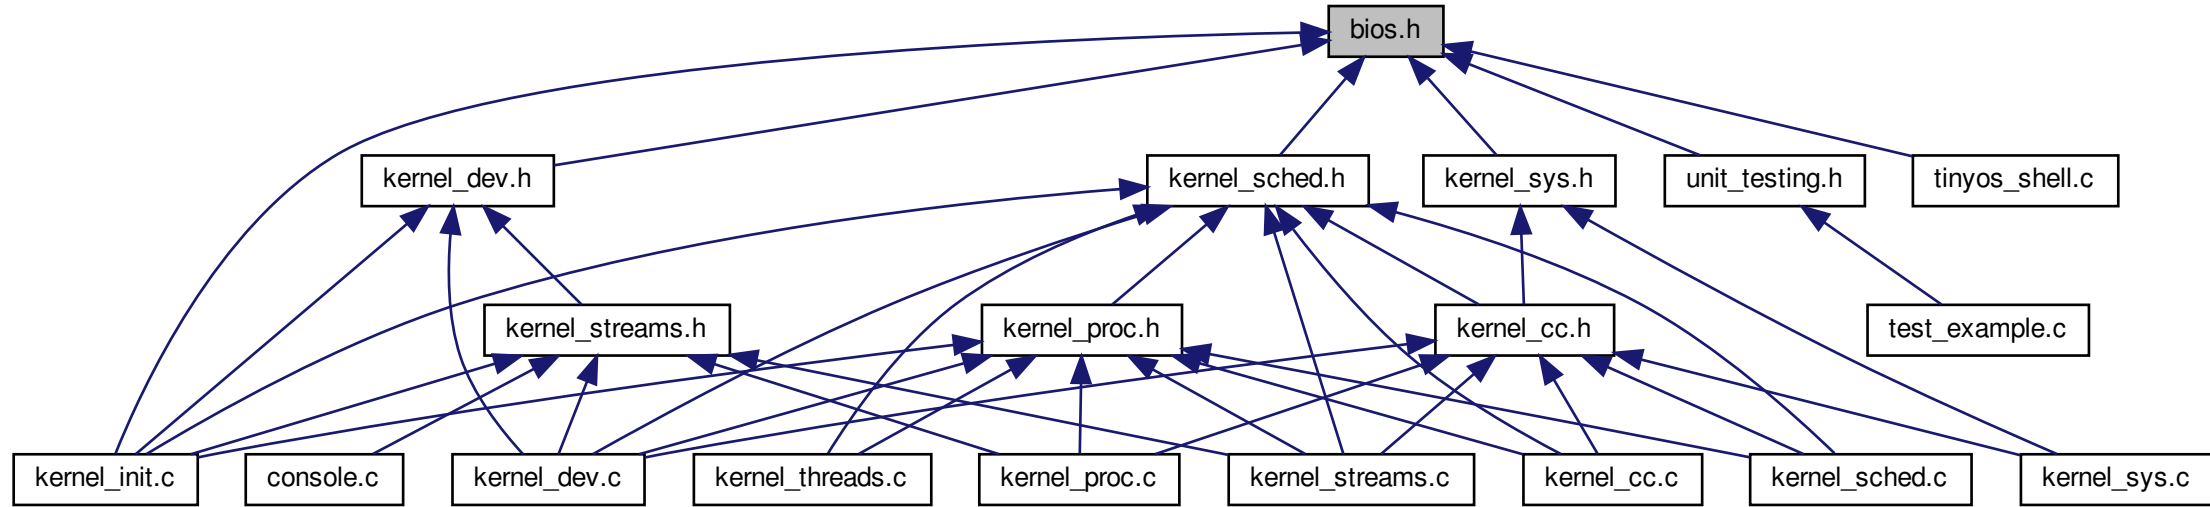 bios.h
kernel_dev.h
kernel_sched.h
kernel_sys.h
unit_testing.h
tinyos_shell.c
kernel_streams.h
kernel_proc.h
kernel_cc.h
test_example.c
kernel_init.c
console.c
kernel_dev.c
kernel_threads.c
kernel_proc.c
kernel_streams.c
kernel_cc.c
kernel_sched.c
kernel_sys.c